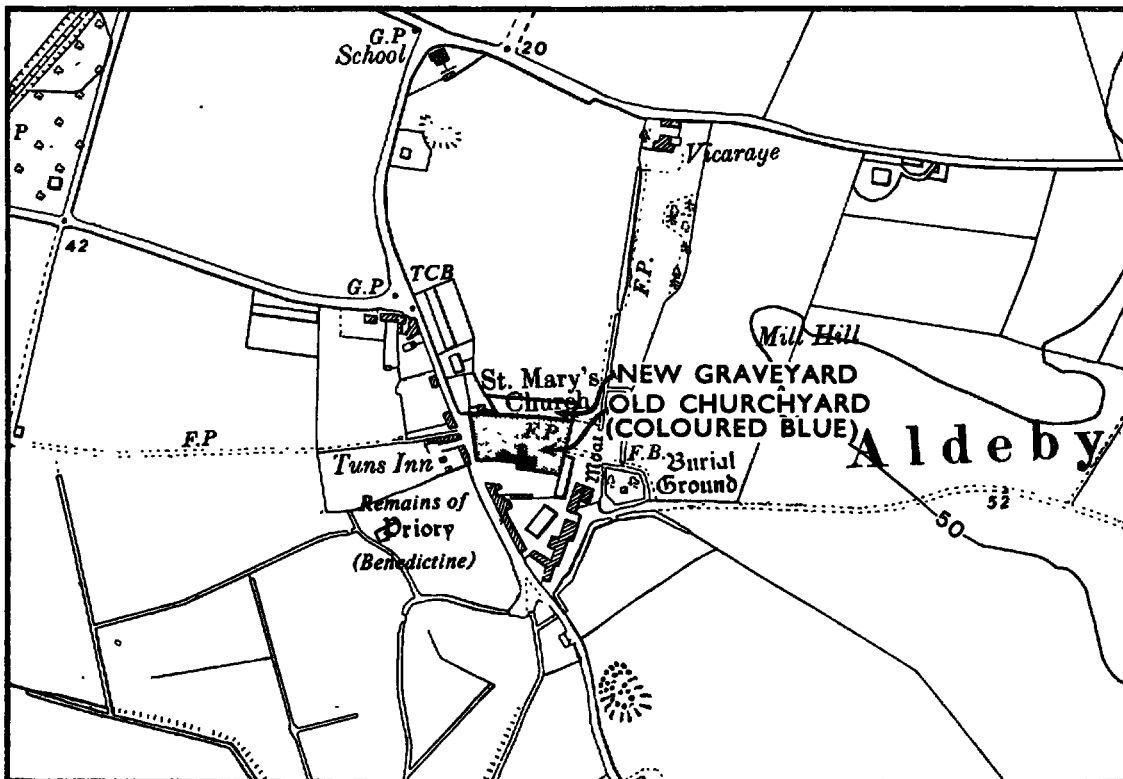 G.P
School
20
P
Vicaraye
42
F.P.
G.P
TCB
Mill Hill
St. Mary's
Church
NEW GRAVEYARD
OLD CHURCHYARD
(COLOURED BLUE)
F.P
F.P
Moat
F.B.
Aldeby
Tuns Inn
Burial
Ground
Remains of
Priory
(Benedictine)
52
50